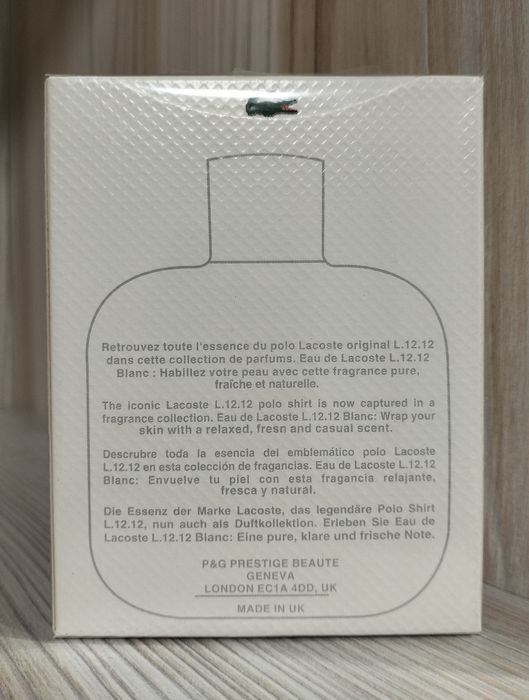 Retrouvez toute l'essence du polo Lacoste original L.12.12
dans cette collection de parfums. Eau de Lacoste L.12.12
Blanc : Habillez votre peau avec cette fragrance pure,
fraîche et naturelle.
The iconic Lacoste L.12.12 polo shirt is now captured in a
fragrance collection. Eau de Lacoste L.12.12 Blanc: Wrap your
skin with a relaxed, fresn and casual scent.
Descrubre toda la esencia del emblemático polo Lacoste
L.12.12 en esta colección de fragancias. Eau de Lacoste L.12.12
Blanc: Envuelve tu piel con esta fragancia relajante,
fresca y natural.
Die Essenz der Marke Lacoste, das legendäre Polo Shirt
L.12.12, nun auch als Duftkollektion. Erleben Sie Eau de
Lacoste L.12.12 Blanc: Eine pure, klare und frische Note.
P&G PRESTIGE BEAUTE
GENEVA
LONDON EC1A 4DD, UK
MADE IN UK